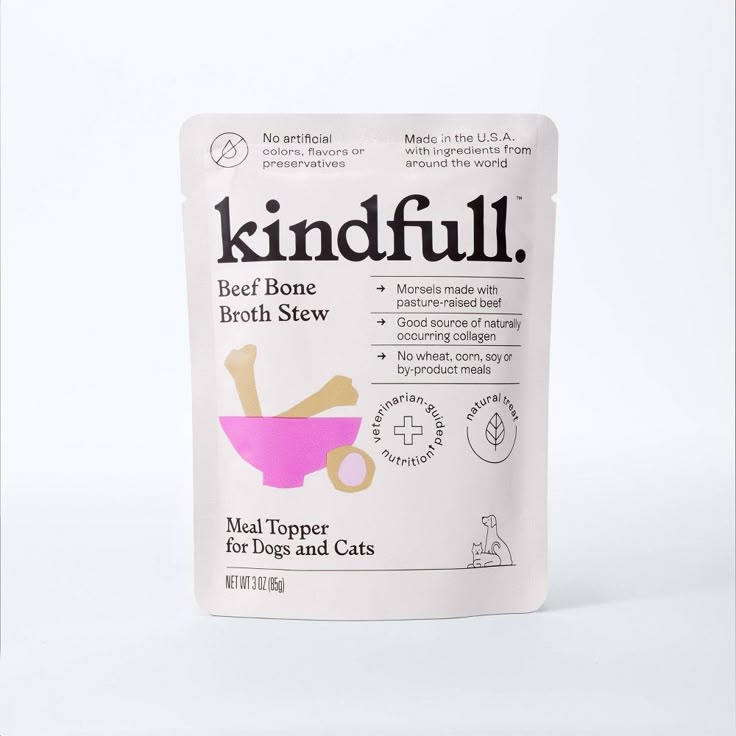 No artificial
colors, flavors or
preservatives
Made in the U.S.A.
with ingredients from
around the world
kindfull.™
Beef Bone
Broth Stew
→ Morsels made with
pasture-raised beef
→ Good source of naturally
occurring collagen
→ No wheat, corn, soy or
by-product meals
veterinarian-guided
nutrition†
natural treat
Meal Topper
for Dogs and Cats
NET WT 3 OZ (85g)